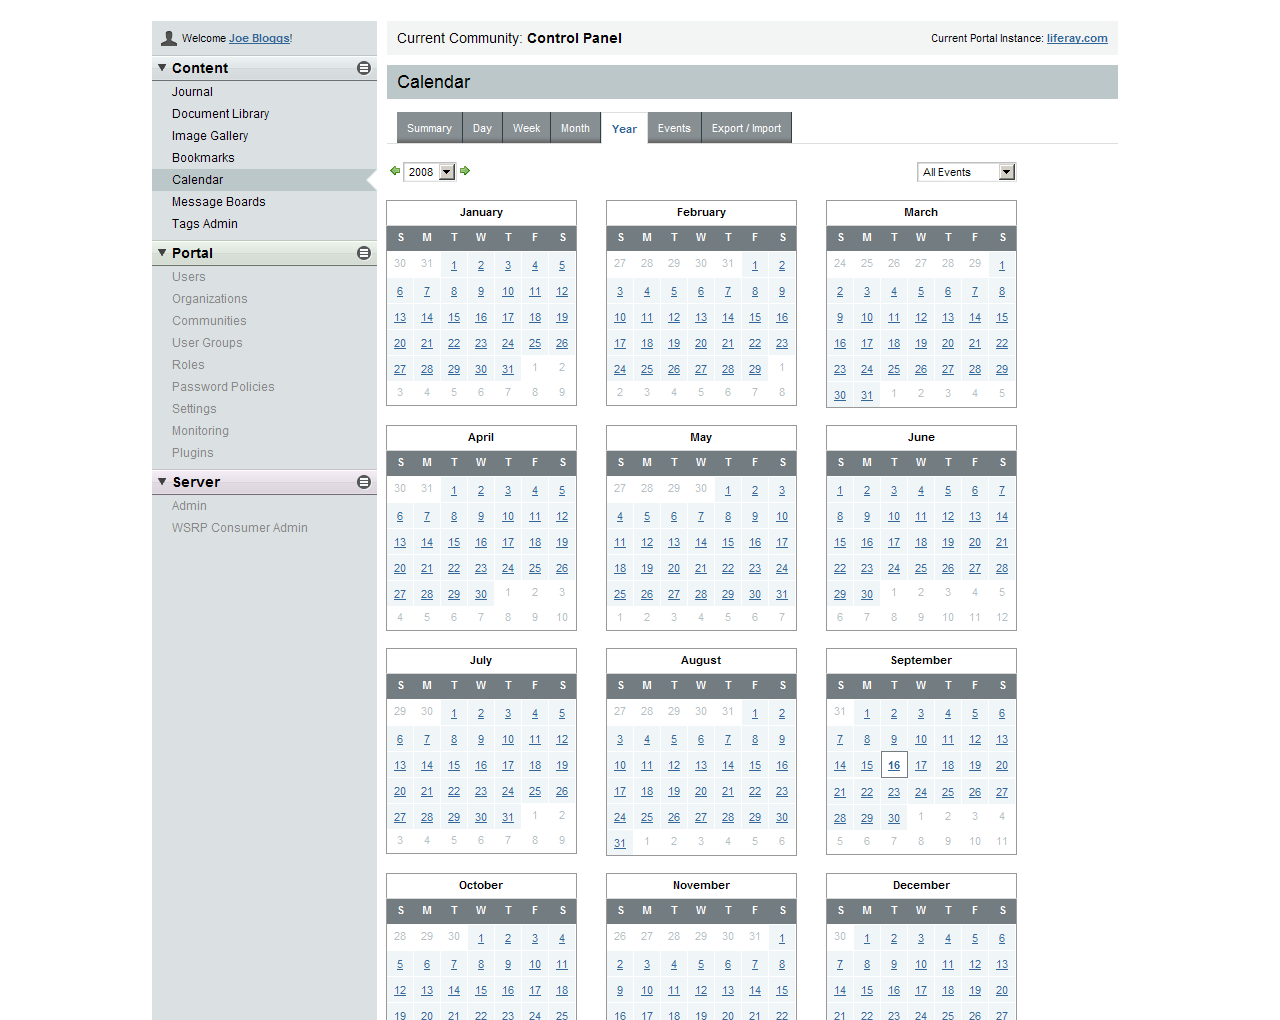 Welcome Joe Bloggs!
Content
Journal
Document Library
Image Gallery
Bookmarks
Calendar
Message Boards
Tags Admin
Portal
Users
Organizations
Communities
User Groups
Roles
Password Policies
Settings
Monitoring
Plugins
Server
Admin
WSRP Consumer Admin
Current Community: Control Panel
Current Portal Instance: liferay.com
Calendar
Summary Day Week Month Year Events Export / Import
2008
All Events
January
S M T W T F S
30 31 1 2 3 4 5
6 7 8 9 10 11 12
13 14 15 16 17 18 19
20 21 22 23 24 25 26
27 28 29 30 31 1 2
3 4 5 6 7 8 9
February
S M T W T F S
27 28 29 30 31 1 2
3 4 5 6 7 8 9
10 11 12 13 14 15 16
17 18 19 20 21 22 23
24 25 26 27 28 29 1
2 3 4 5 6 7 8
March
S M T W T F S
24 25 26 27 28 29 1
2 3 4 5 6 7 8
9 10 11 12 13 14 15
16 17 18 19 20 21 22
23 24 25 26 27 28 29
30 31 1 2 3 4 5
April
S M T W T F S
30 31 1 2 3 4 5
6 7 8 9 10 11 12
13 14 15 16 17 18 19
20 21 22 23 24 25 26
27 28 29 30 1 2 3
4 5 6 7 8 9 10
May
S M T W T F S
27 28 29 30 1 2 3
4 5 6 7 8 9 10
11 12 13 14 15 16 17
18 19 20 21 22 23 24
25 26 27 28 29 30 31
1 2 3 4 5 6 7
June
S M T W T F S
1 2 3 4 5 6 7
8 9 10 11 12 13 14
15 16 17 18 19 20 21
22 23 24 25 26 27 28
29 30 1 2 3 4 5
6 7 8 9 10 11 12
July
S M T W T F S
29 30 1 2 3 4 5
6 7 8 9 10 11 12
13 14 15 16 17 18 19
20 21 22 23 24 25 26
27 28 29 30 31 1 2
3 4 5 6 7 8 9
August
S M T W T F S
27 28 29 30 31 1 2
3 4 5 6 7 8 9
10 11 12 13 14 15 16
17 18 19 20 21 22 23
24 25 26 27 28 29 30
31 1 2 3 4 5 6
September
S M T W T F S
31 1 2 3 4 5 6
7 8 9 10 11 12 13
14 15 16 17 18 19 20
21 22 23 24 25 26 27
28 29 30 1 2 3 4
5 6 7 8 9 10 11
October
S M T W T F S
28 29 30 1 2 3 4
5 6 7 8 9 10 11
12 13 14 15 16 17 18
19 20 21 22 23 24 25
November
S M T W T F S
26 27 28 29 30 31 1
2 3 4 5 6 7 8
9 10 11 12 13 14 15
16 17 18 19 20 21 22
December
S M T W T F S
30 1 2 3 4 5 6
7 8 9 10 11 12 13
14 15 16 17 18 19 20
21 22 23 24 25 26 27